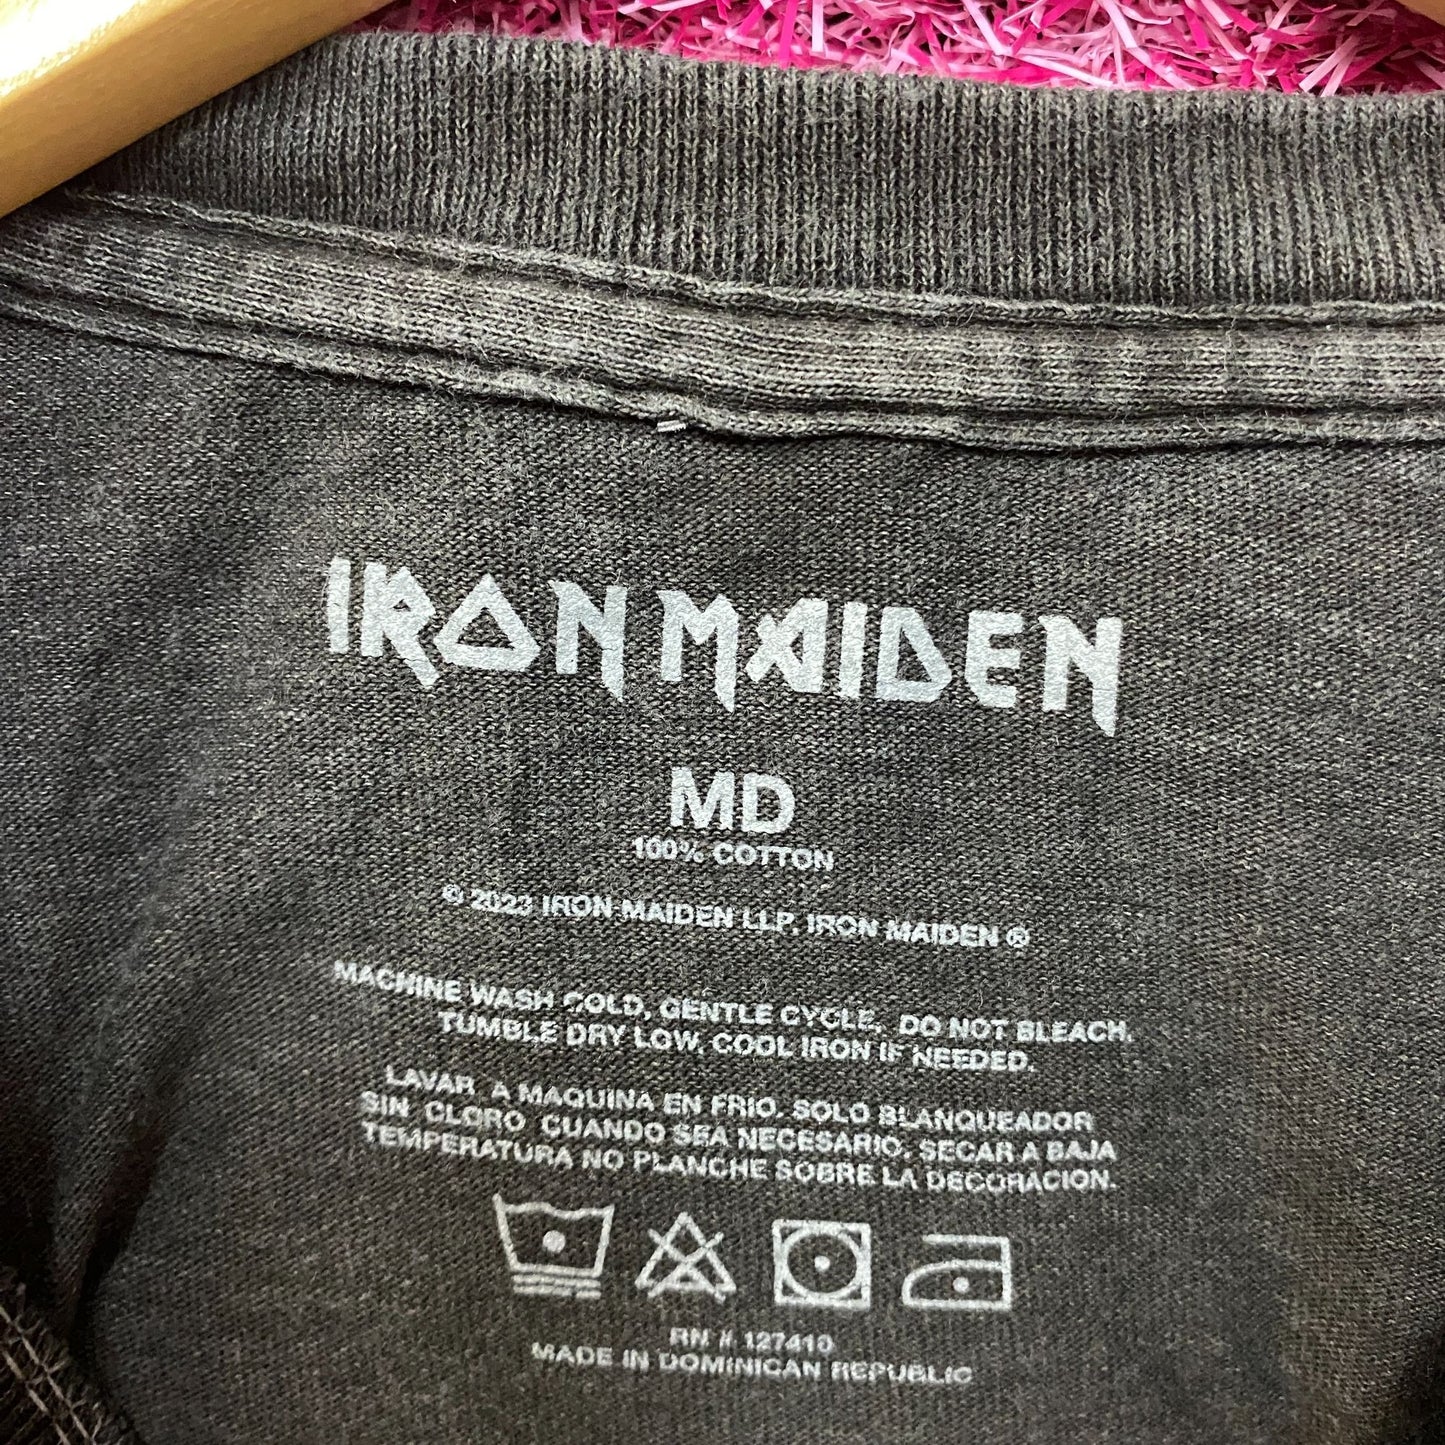 IRON MAIDEN
MD
100% COTTON
© 2023 IRON MAIDEN LLP. IRON MAIDEN ®
MACHINE WASH COLD, GENTLE CYCLE, DO NOT BLEACH.
TUMBLE DRY LOW, COOL IRON IF NEEDED.
LAVAR A MAQUINA EN FRIO. SOLO BLANQUEADOR
SIN CLORO CUANDO SEA NECESARIO. SECAR A BAJA
TEMPERATURA NO PLANCHE SOBRE LA DECORACION.
RN # 127410
MADE IN DOMINICAN REPUBLIC